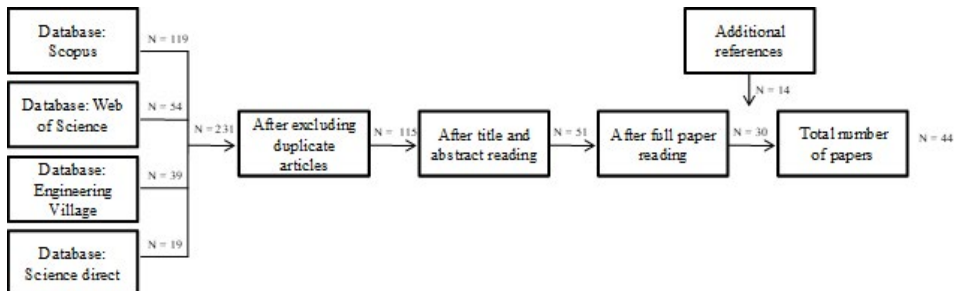 Database:
Scopus
N = 119
Database: Web
of Science
N = 54
Database:
Engineering
Village
N = 39
Database:
Science direct
N = 19
N = 231
After excluding
duplicate
articles
N = 115
After title and
abstract reading
N = 51
After full paper
reading
N = 30
Additional
references
N = 14
Total number
of papers
N = 44